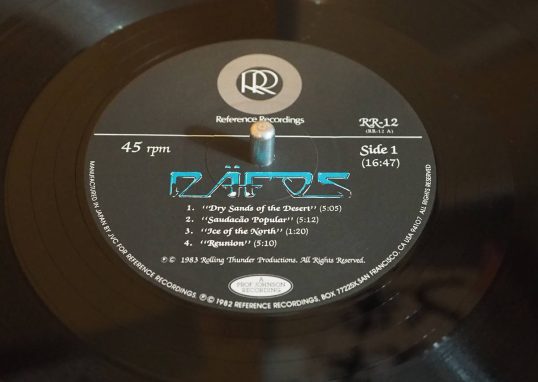 RR
Reference Recordings
RR-12
(RR-12 A)
45 rpm
Side 1
(16:47)
DÄFOS
1. "Dry Sands of the Desert" (5:05)
2. "Saudacão Popular" (5:12)
3. "Ice of the North" (1:20)
4. "Reunion" (5:10)
℗ © 1983 Rolling Thunder Productions. All Rights Reserved.
A
PROF. JOHNSON
RECORDING
MANUFACTURED IN JAPAN BY JVC FOR REFERENCE RECORDINGS. ℗ © 1982 REFERENCE RECORDINGS, BOX 77225X, SAN FRANCISCO, CA USA 94107. ALL RIGHTS RESERVED